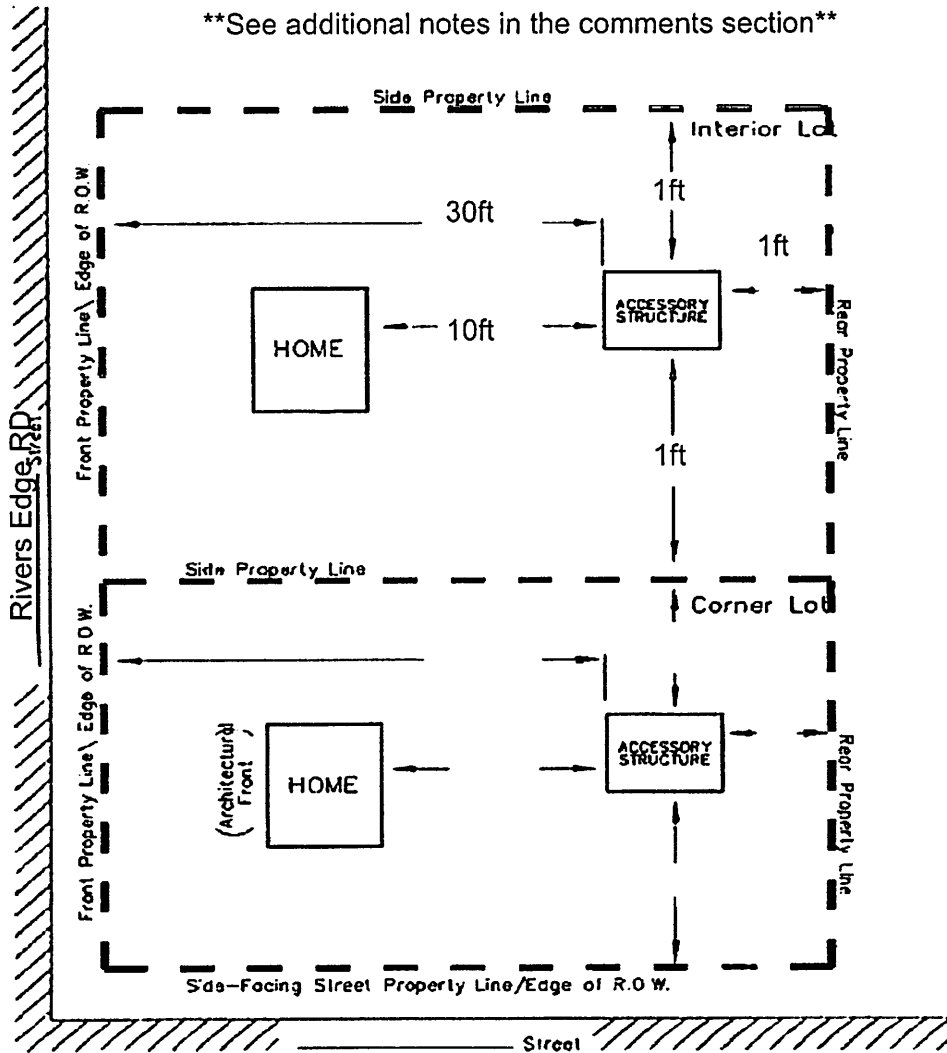 **See additional notes in the comments section**
Side Property Line
Interior Lot
1ft
30ft
1ft
Front Property Line\ Edge of R.O.W.
ACCESSORY
STRUCTURE
HOME
10ft
Rear Property Line
Rivers Edge RD
Street
1ft
Side Property Line
Corner Lot
Front Property Line\ Edge of R.O.W.
(Architectural
Front)
HOME
ACCESSORY
STRUCTURE
Rear Property Line
Side-Facing Street Property Line/Edge of R.O.W.
Street